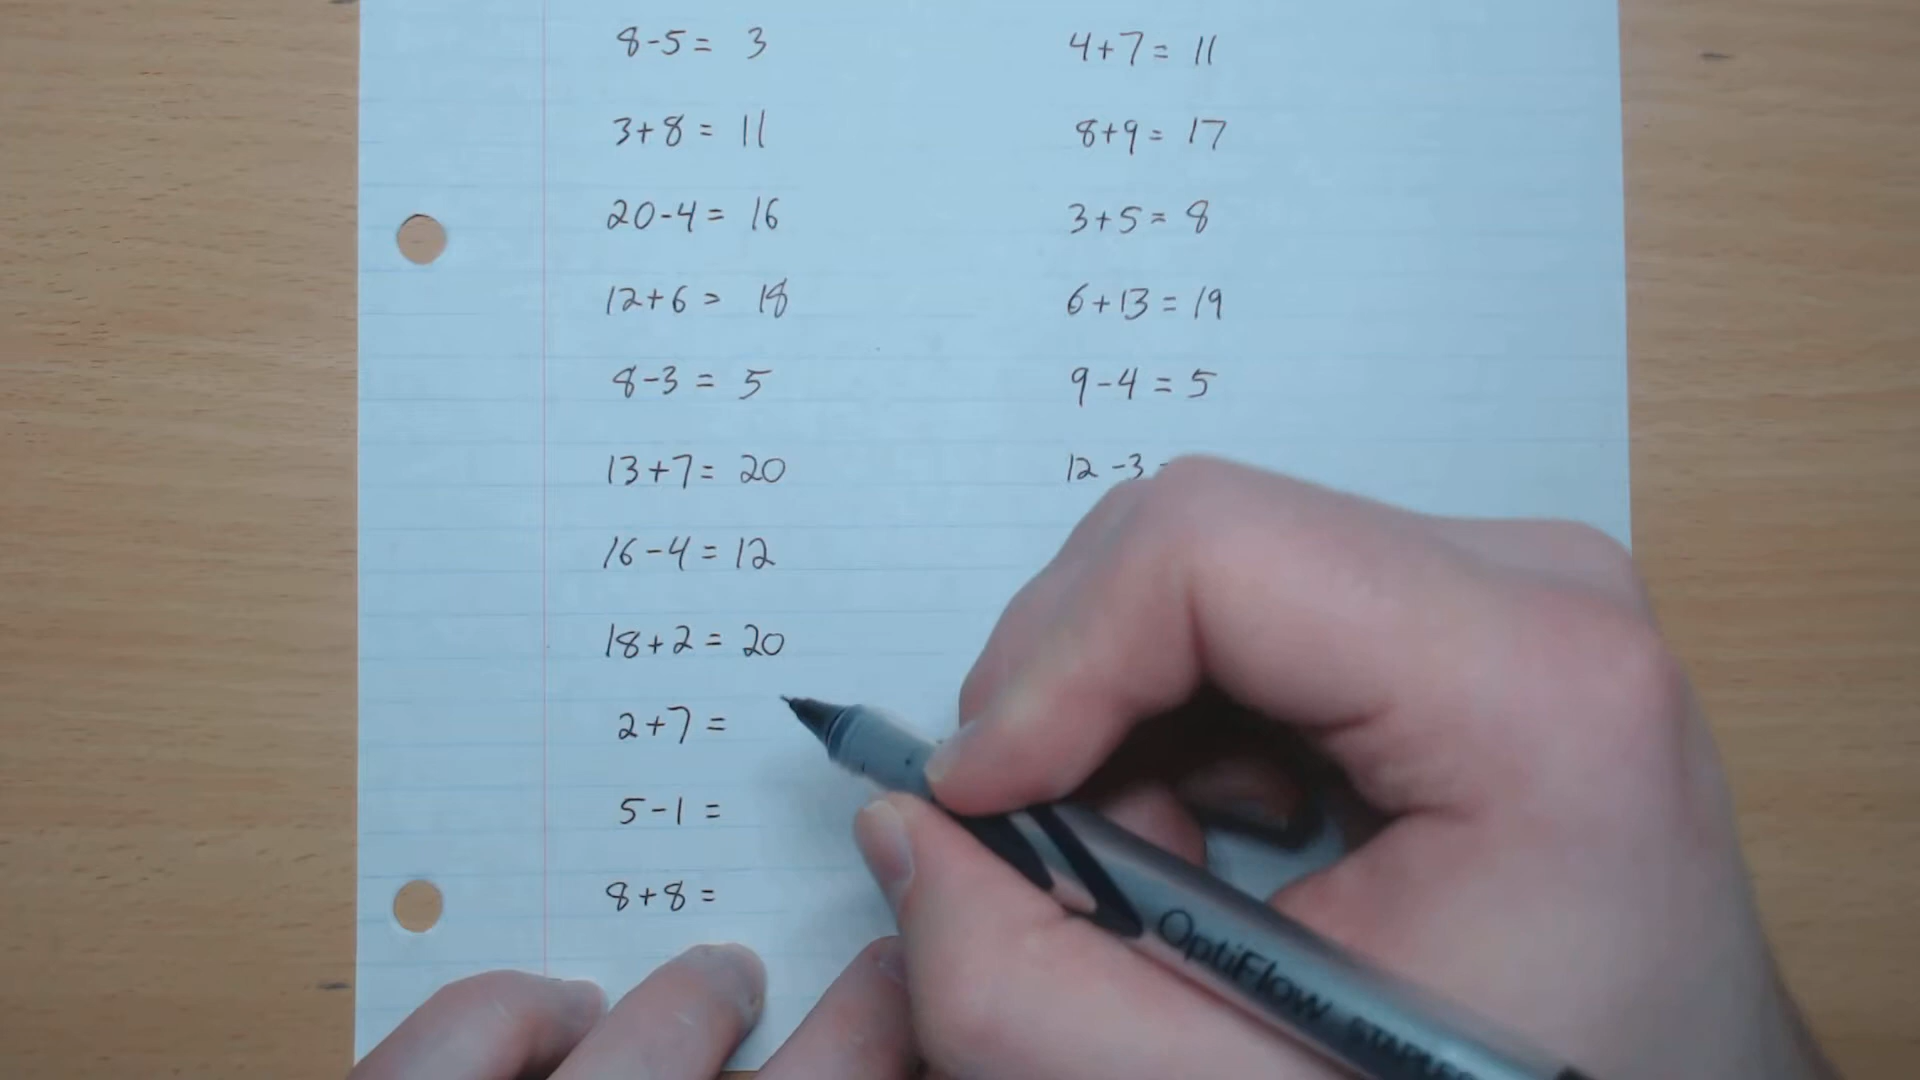 8-5= 3
3+8 = 11
20-4 = 16
12+6 = 18
8-3 = 5
13+7= 20
16-4 = 12
18+2 = 20
2+7 =
5-1 =
8+8 =
4+7 = 11
8+9 = 17
3+5 = 8
6+13 = 19
9-4 = 5
12-3
OptiFlow